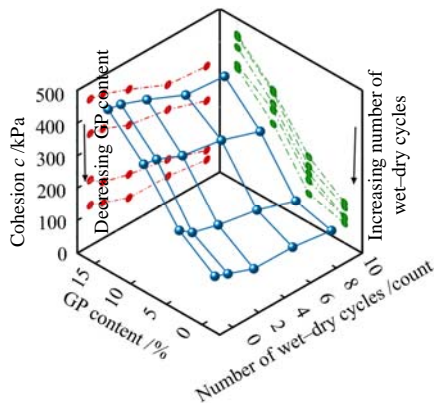 Cohesion c /kPa
500
400
300
200
100
0
Decreasing GP content
Increasing number of
wet–dry cycles
15
10
5
0
GP content /%
0
2
4
6
8
10
Number of wet–dry cycles /count